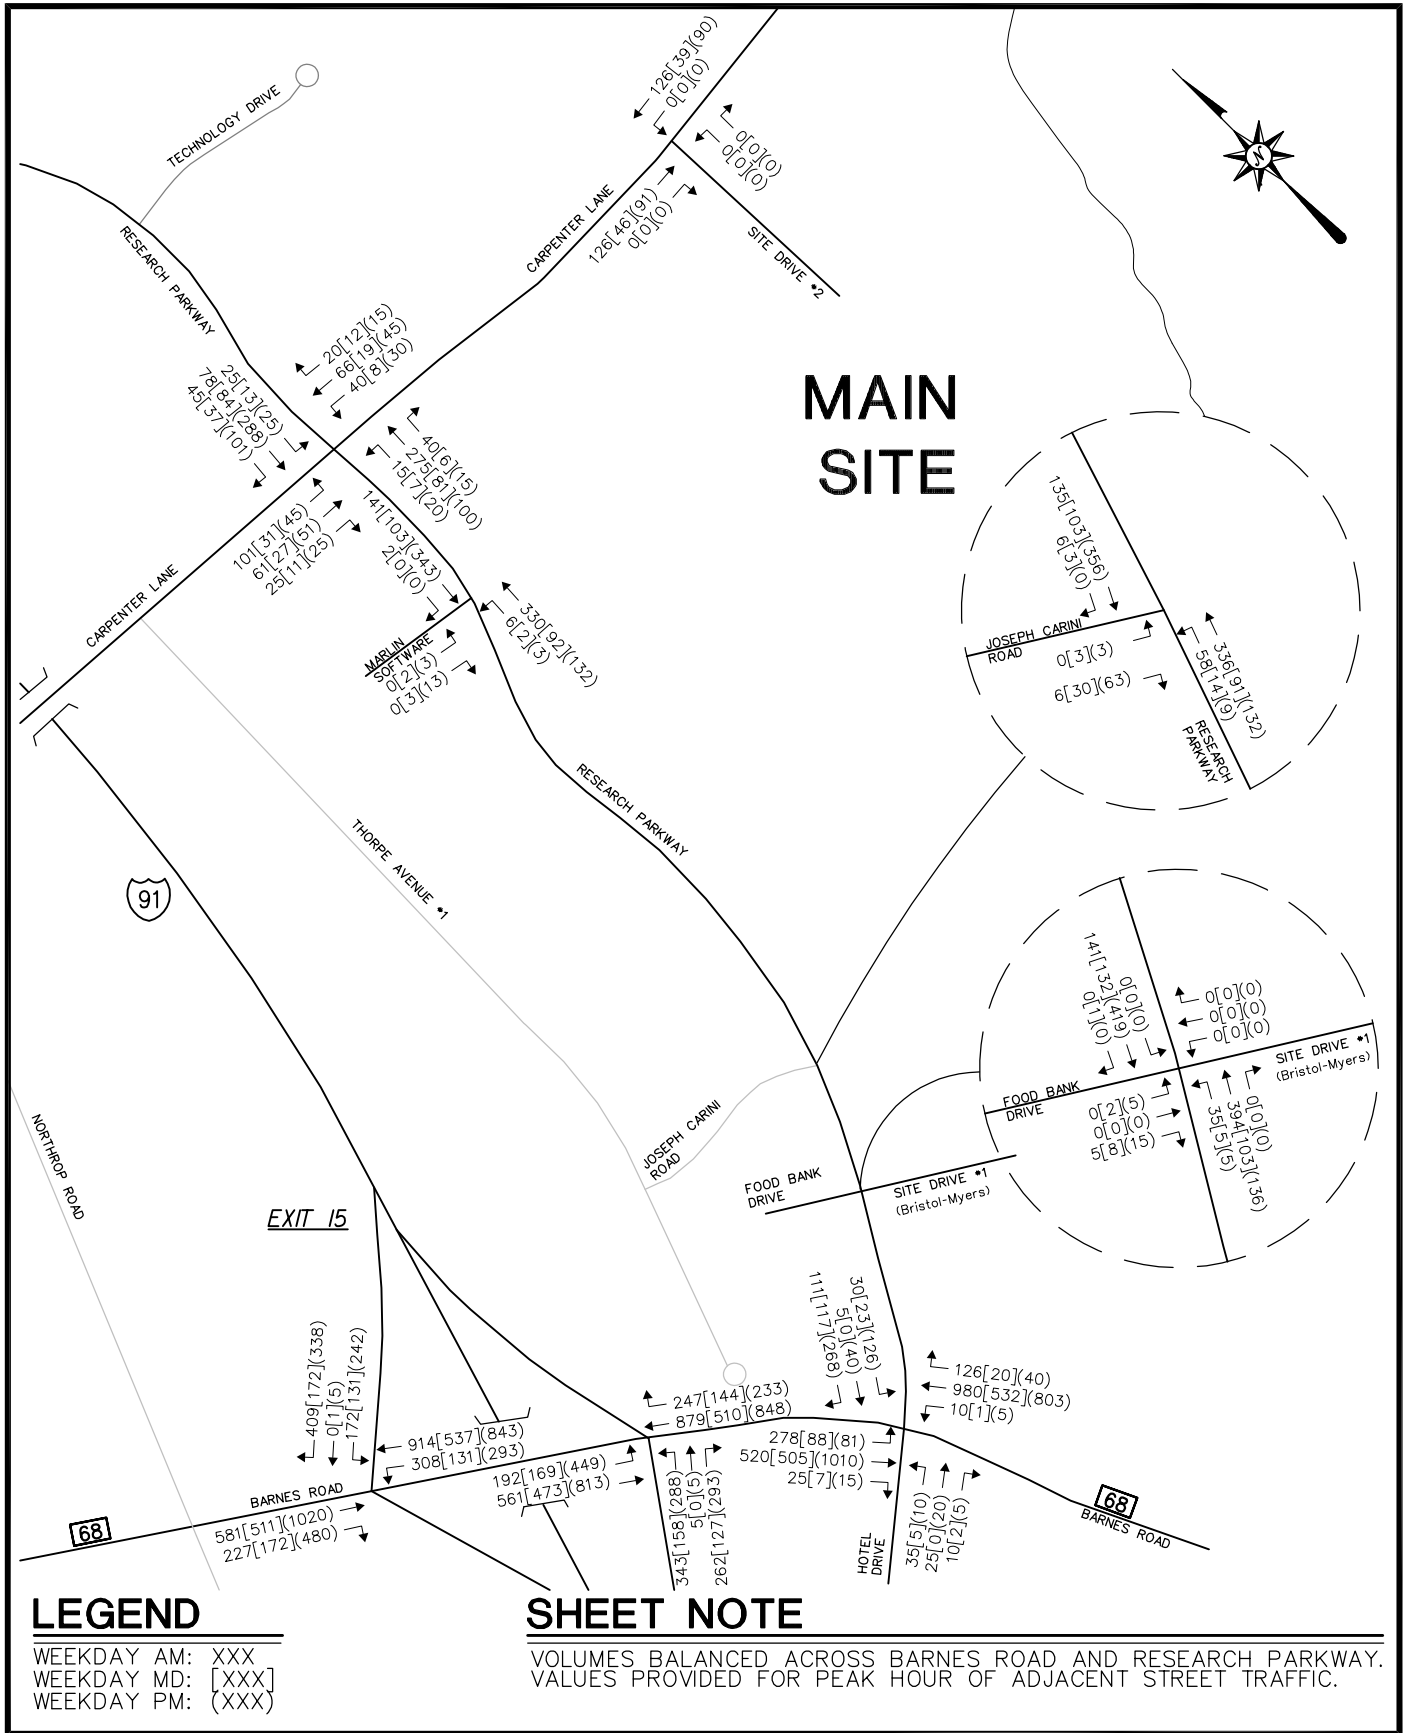 126[39](90)
0[0](0)
TECHNOLOGY DRIVE
N
0[0](0)
0[0](0)
CARPENTER LANE
126[46](91)
0[0](0)
SITE DRIVE #2
RESEARCH PARKWAY
20[12](15)
66[19](45)
40[8](30)
25[13](25)
78[84](288)
45[37](101)
MAIN
SITE
40[6](15)
275[81](100)
15[7](20)
101[31](45)
61[27](51)
25[11](25)
141[103](343)
2[0](0)
135[103](356)
6[3](0)
CARPENTER LANE
330[92](132)
6[2](3)
MARLIN
SOFTWARE
0[2](3)
0[3](13)
JOSEPH CARINI
ROAD
0[3](3)
6[30](63)
336[91](132)
58[14](9)
RESEARCH
PARKWAY
RESEARCH PARKWAY
THORPE AVENUE #1
91
0[0](0)
141[132](419)
0[1](0)
0[0](0)
0[0](0)
0[0](0)
SITE DRIVE #1
(Bristol-Myers)
FOOD BANK
DRIVE
0[2](5)
0[0](0)
5[8](15)
0[0](0)
394[103](136)
35[5](5)
NORTHROP ROAD
JOSEPH CARINI
ROAD
FOOD BANK
DRIVE
SITE DRIVE #1
(Bristol-Myers)
EXIT 15
30[23](126)
5[0](40)
111[117](268)
409[172](338)
0[1](5)
172[131](242)
247[144](233)
879[510](848)
126[20](40)
980[532](803)
10[1](5)
914[537](843)
308[131](293)
278[88](81)
520[505](1010)
25[7](15)
192[169](449)
561[473](813)
BARNES ROAD
68
581[511](1020)
227[172](480)
343[158](288)
5[0](5)
262[127](293)
HOTEL
DRIVE
35[5](10)
25[0](20)
10[2](5)
68
BARNES ROAD
LEGEND
WEEKDAY AM: XXX
WEEKDAY MD: [XXX]
WEEKDAY PM: (XXX)
SHEET NOTE
VOLUMES BALANCED ACROSS BARNES ROAD AND RESEARCH PARKWAY.
VALUES PROVIDED FOR PEAK HOUR OF ADJACENT STREET TRAFFIC.